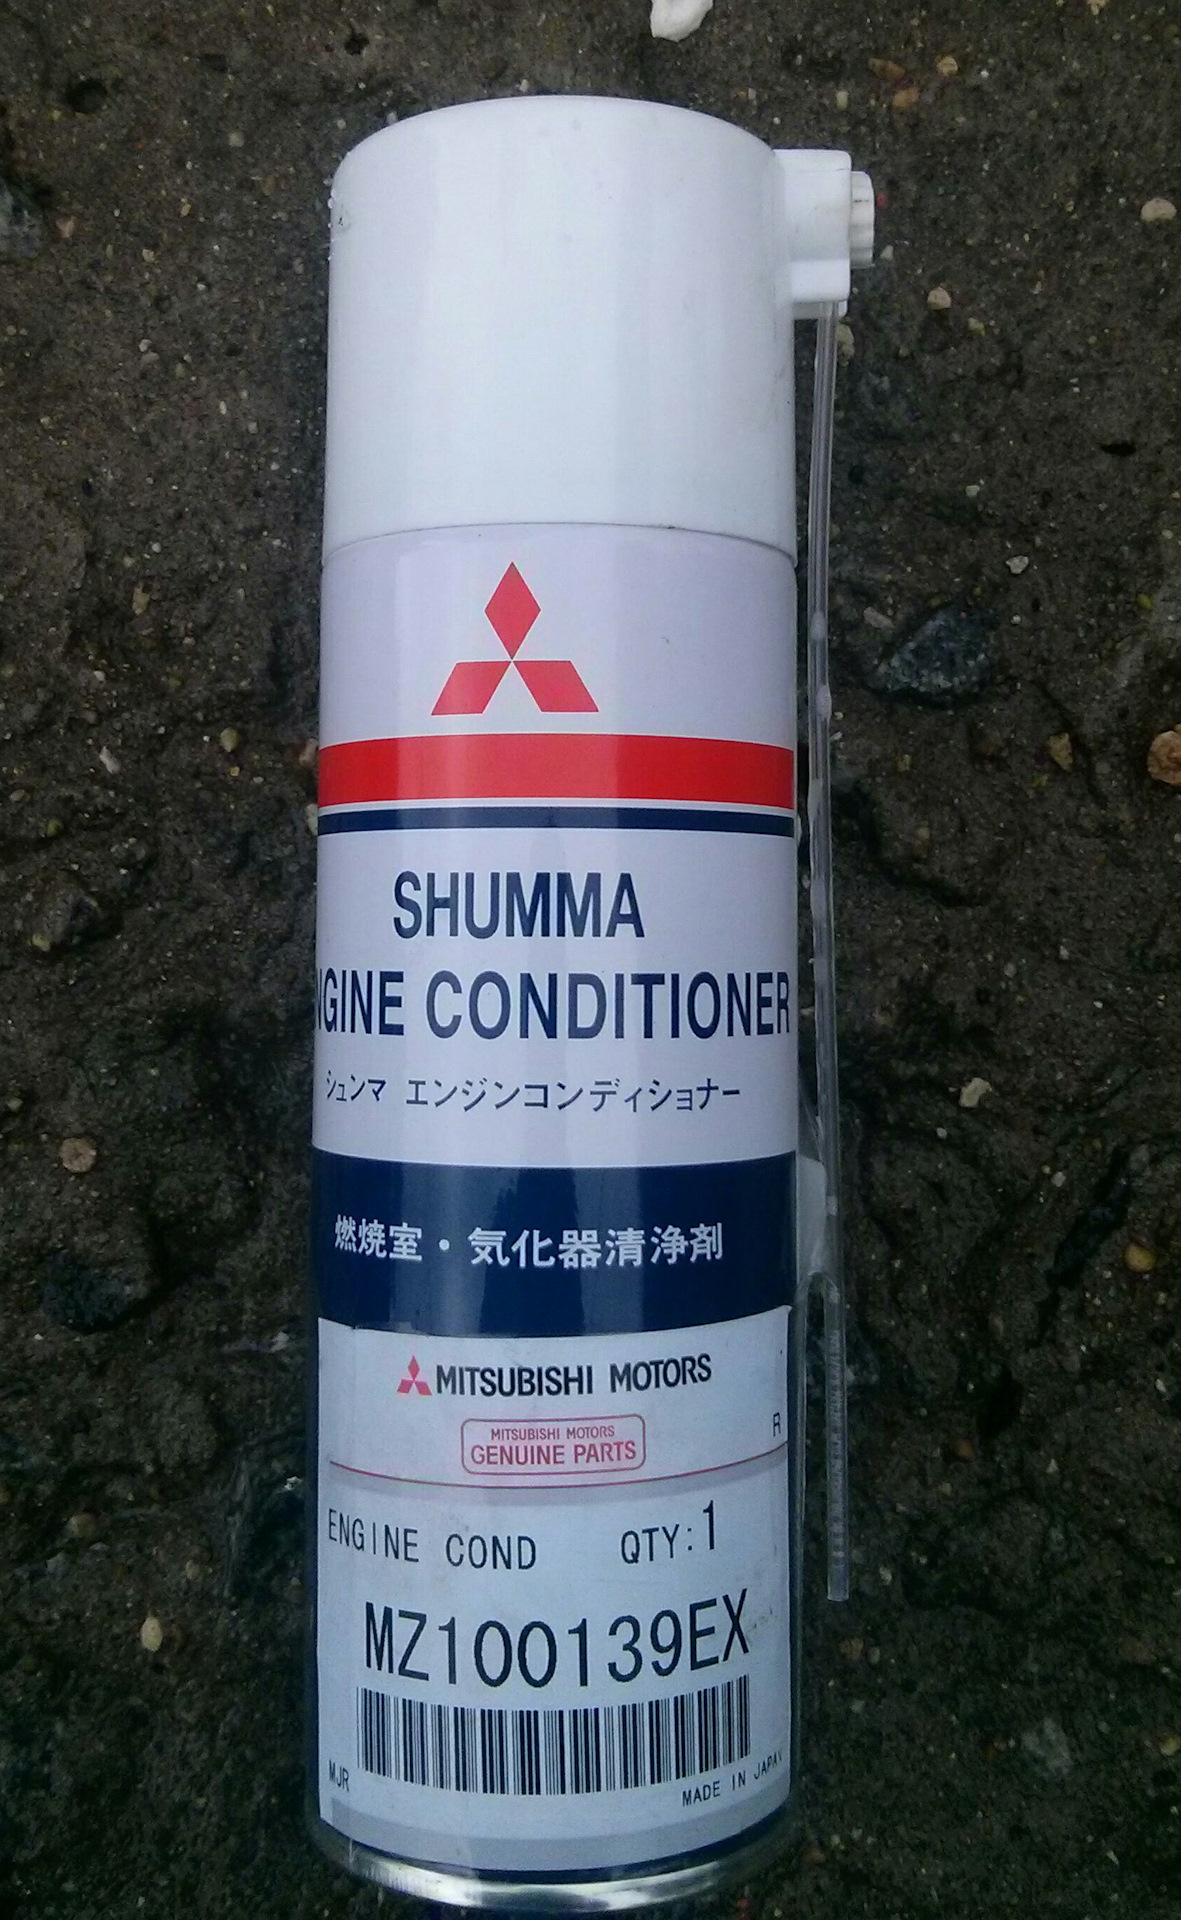 SHUMMA
NGINE CONDITIONER
シュンマ エンジンコンディショナー
燃焼室・気化器清浄剤
MITSUBISHI MOTORS
R
MITSUBISHI MOTORS
GENUINE PARTS
ENGINE COND QTY:1
MZ100139EX
MJR MADE IN JAPAN